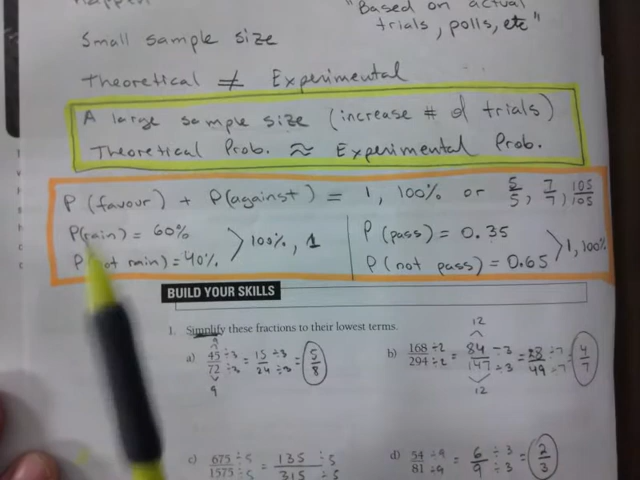 "Based on actual
trials, polls, etc"
Small sample size
Theoretical ≠ Experimental
A large sample size (increase # of trials)
Theoretical Prob. ≈ Experimental Prob.
P(favour) + P(against) = 1, 100% or 5/5, 7/7, 105/105
P(rain) = 60%
P(not rain) = 40%
100%, 1
P(pass) = 0.35
P(not pass) = 0.65
1, 100%
BUILD YOUR SKILLS
1. Simplify these fractions to their lowest terms.
a) 45/72 ÷3/÷3 = 15/24 ÷3/÷3 = 5/8
9
9
b) 168/294 ÷2/÷2 = 84/147 ÷3/÷3 = 28/49 ÷7/÷7 = 4/7
12
12
c) 675/1575 ÷5/÷5 = 135/315 ÷5/÷5
d) 54/81 ÷9/÷9 = 6/9 ÷3/÷3 = 2/3